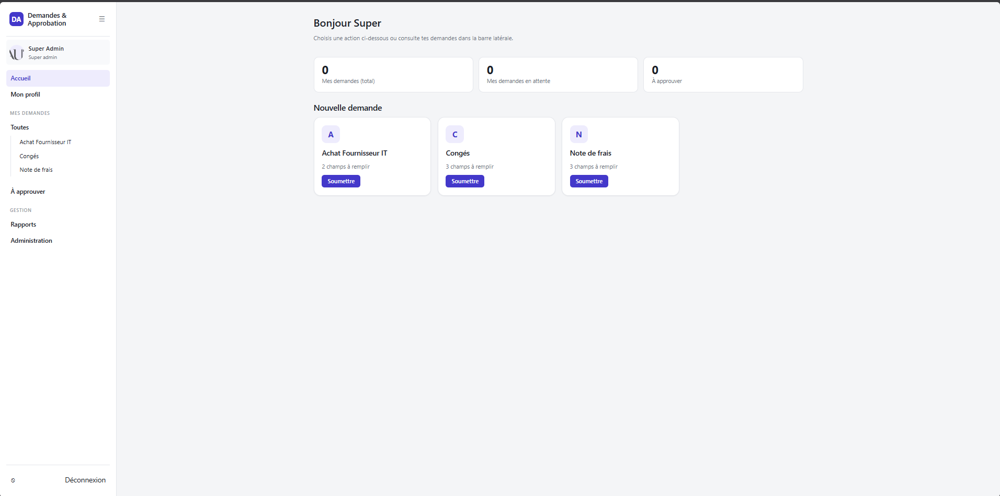 DA
Demandes &
Approbation
Super Admin
Super admin
Accueil
Mon profil
MES DEMANDES
Toutes
Achat Fournisseur IT
Congés
Note de frais
À approuver
GESTION
Rapports
Administration
Déconnexion
Bonjour Super
Choisis une action ci-dessous ou consulte tes demandes dans la barre latérale.
0
Mes demandes (total)
0
Mes demandes en attente
0
À approuver
Nouvelle demande
A
Achat Fournisseur IT
2 champs à remplir
Soumettre
C
Congés
3 champs à remplir
Soumettre
N
Note de frais
3 champs à remplir
Soumettre